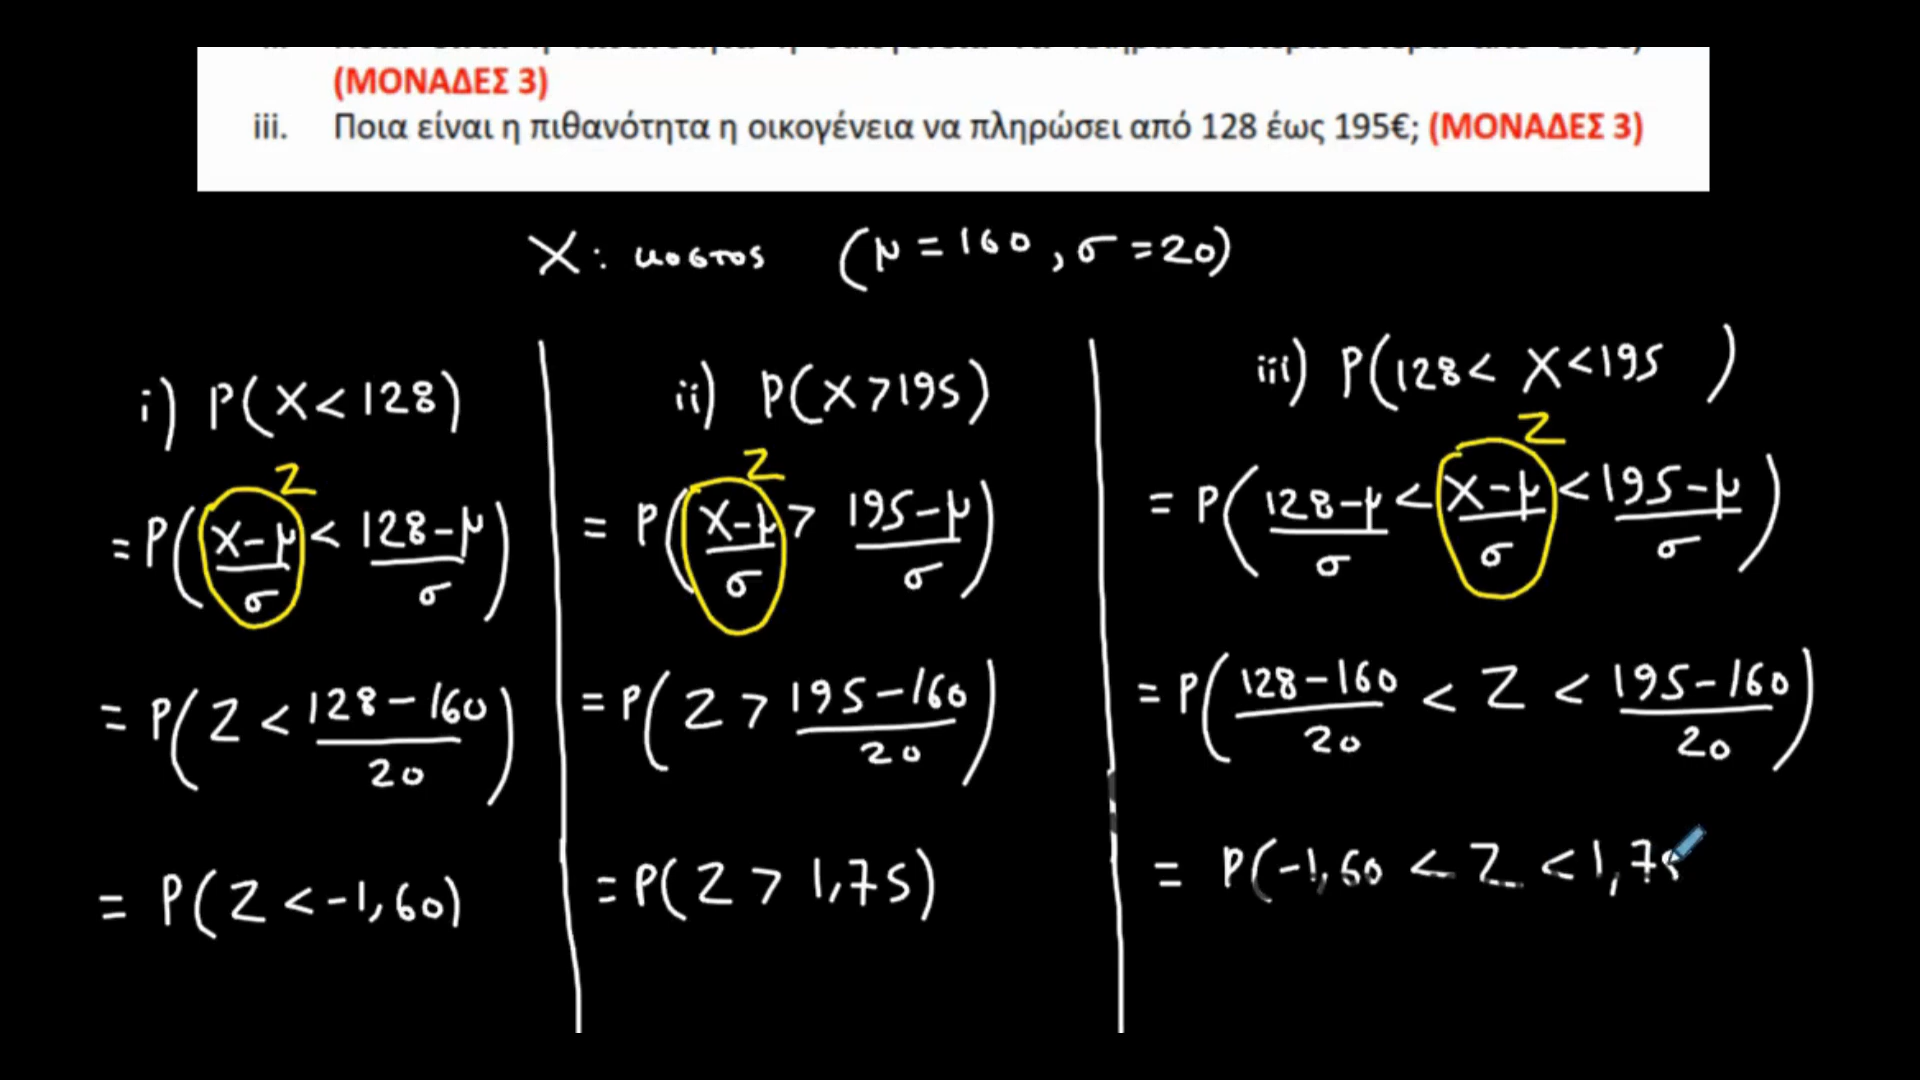 (ΜΟΝΑΔΕΣ 3)
iii. Ποια είναι η πιθανότητα η οικογένεια να πληρώσει από 128 έως 195€; (ΜΟΝΑΔΕΣ 3)
X: κοστος (μ = 160, σ = 20)
i) P(X < 128)
Z
= P((X-μ)/σ < (128-μ)/σ)
= P(Z < (128-160)/20)
= P(Z < -1,60)
ii) P(X > 195)
Z
= P((X-μ)/σ > (195-μ)/σ)
= P(Z > (195-160)/20)
= P(Z > 1,75)
iii) P(128 < X < 195)
Z
= P((128-μ)/σ < (X-μ)/σ < (195-μ)/σ)
= P((128-160)/20 < Z < (195-160)/20)
= P(-1,60 < Z < 1,7